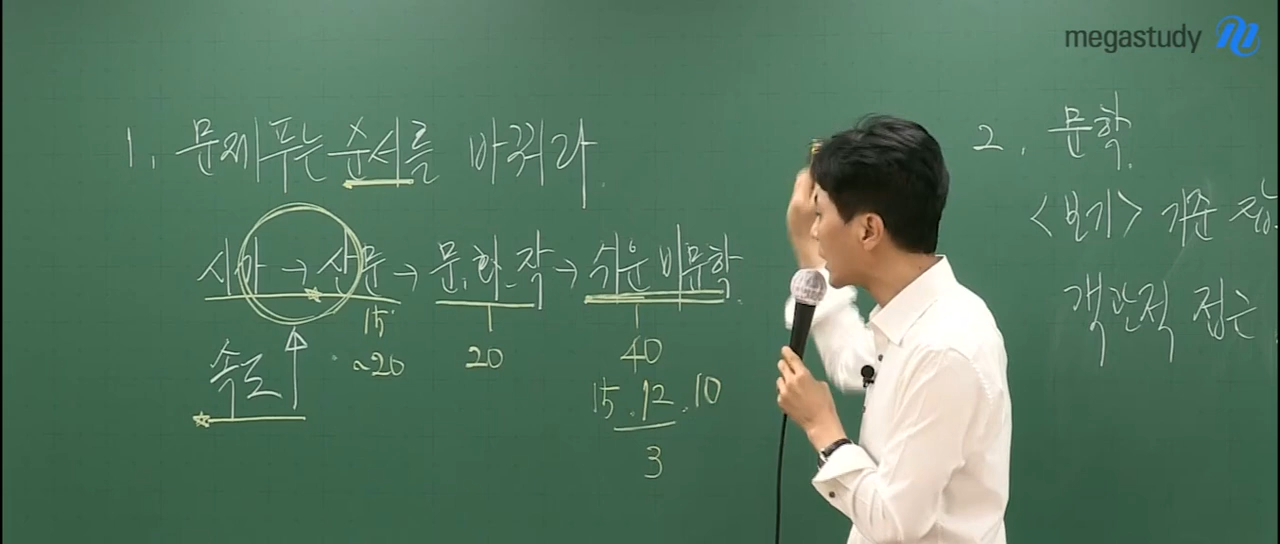 megastudy
1. 문제 푸는 순서를 바꿔라.
시가 → 산문 → 문.화.작 → 쉬운 비문학.
15
~20
20
40
속도 ↑
15.12.10
3
2. 문학.
<보기> 기준 잡
객관적 접근